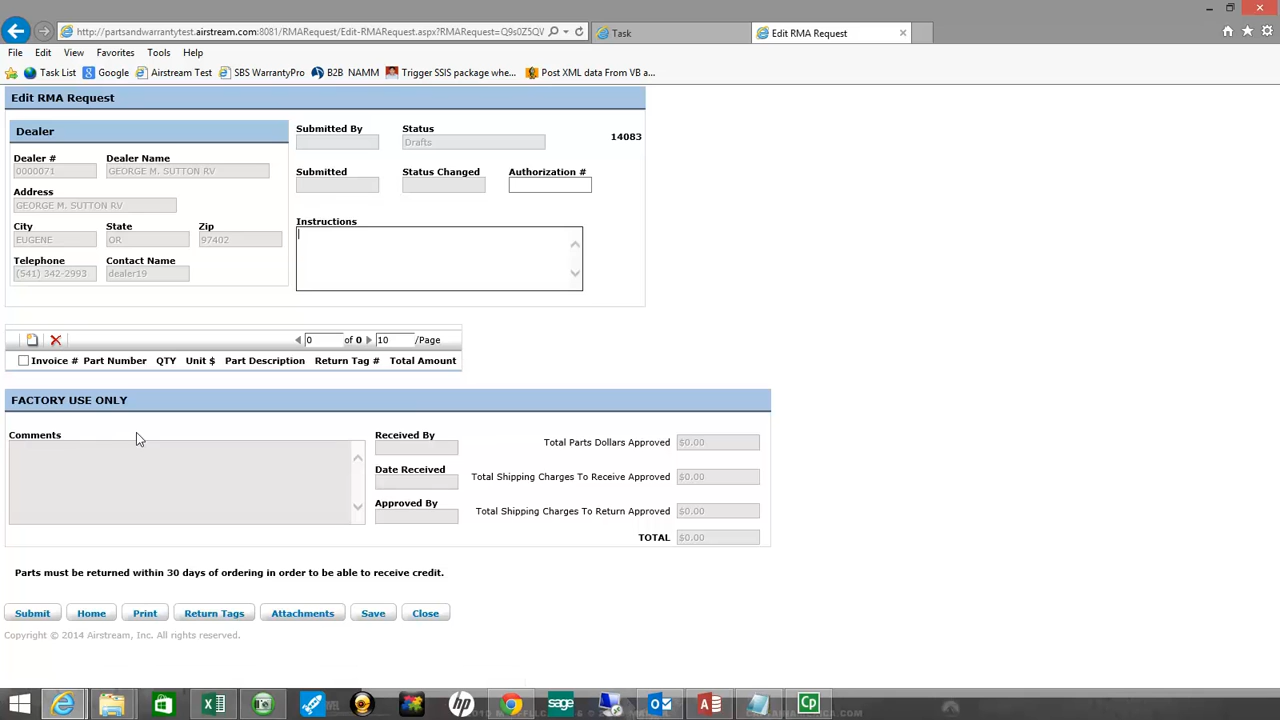 http://partsandwarrantytest.airstream.com:8081/RMARequest/Edit-RMARequest.aspx?RMARequest=Q9s0Z5QV
Task
Edit RMA Request
File Edit View Favorites Tools Help
Task List Google Airstream Test SBS WarrantyPro B2B NAMM Trigger SSIS package whe... Post XML data From VB a...
Edit RMA Request
Dealer
Dealer # Dealer Name
0000071 GEORGE M. SUTTON RV
Address
GEORGE M. SUTTON RV
City State Zip
EUGENE OR 97402
Telephone Contact Name
(541) 342-2993 dealer19
Submitted By Status
Drafts
14083
Submitted Status Changed Authorization #
Instructions
0 of 0 10 /Page
Invoice # Part Number QTY Unit $ Part Description Return Tag # Total Amount
FACTORY USE ONLY
Comments
Received By
Date Received
Approved By
Total Parts Dollars Approved $0.00
Total Shipping Charges To Receive Approved $0.00
Total Shipping Charges To Return Approved $0.00
TOTAL $0.00
Parts must be returned within 30 days of ordering in order to be able to receive credit.
Submit Home Print Return Tags Attachments Save Close
Copyright © 2014 Airstream, Inc. All rights reserved.
hp
sage
Cp